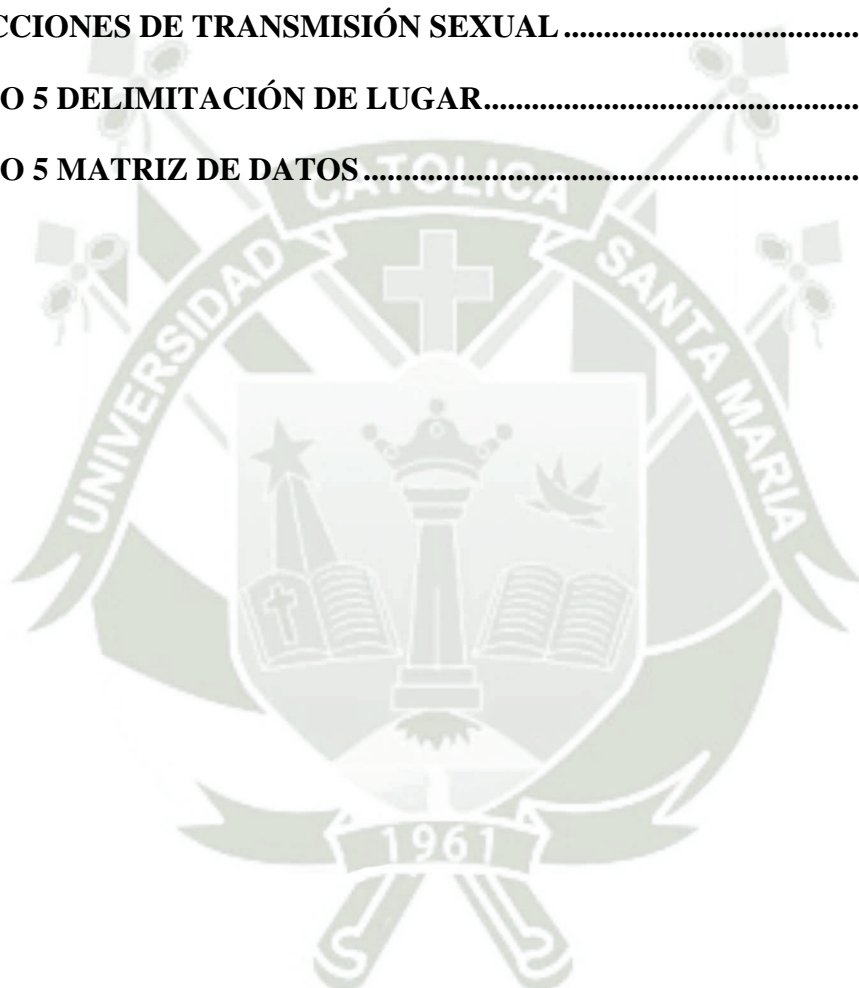 CCIONES DE TRANSMISIÓN SEXUAL ....................................
O 5 DELIMITACIÓN DE LUGAR..............................................
O 5 MATRIZ DE DATOS .............................................................
UNIVERSIDAD CATOLICA SANTA MARIA
1961